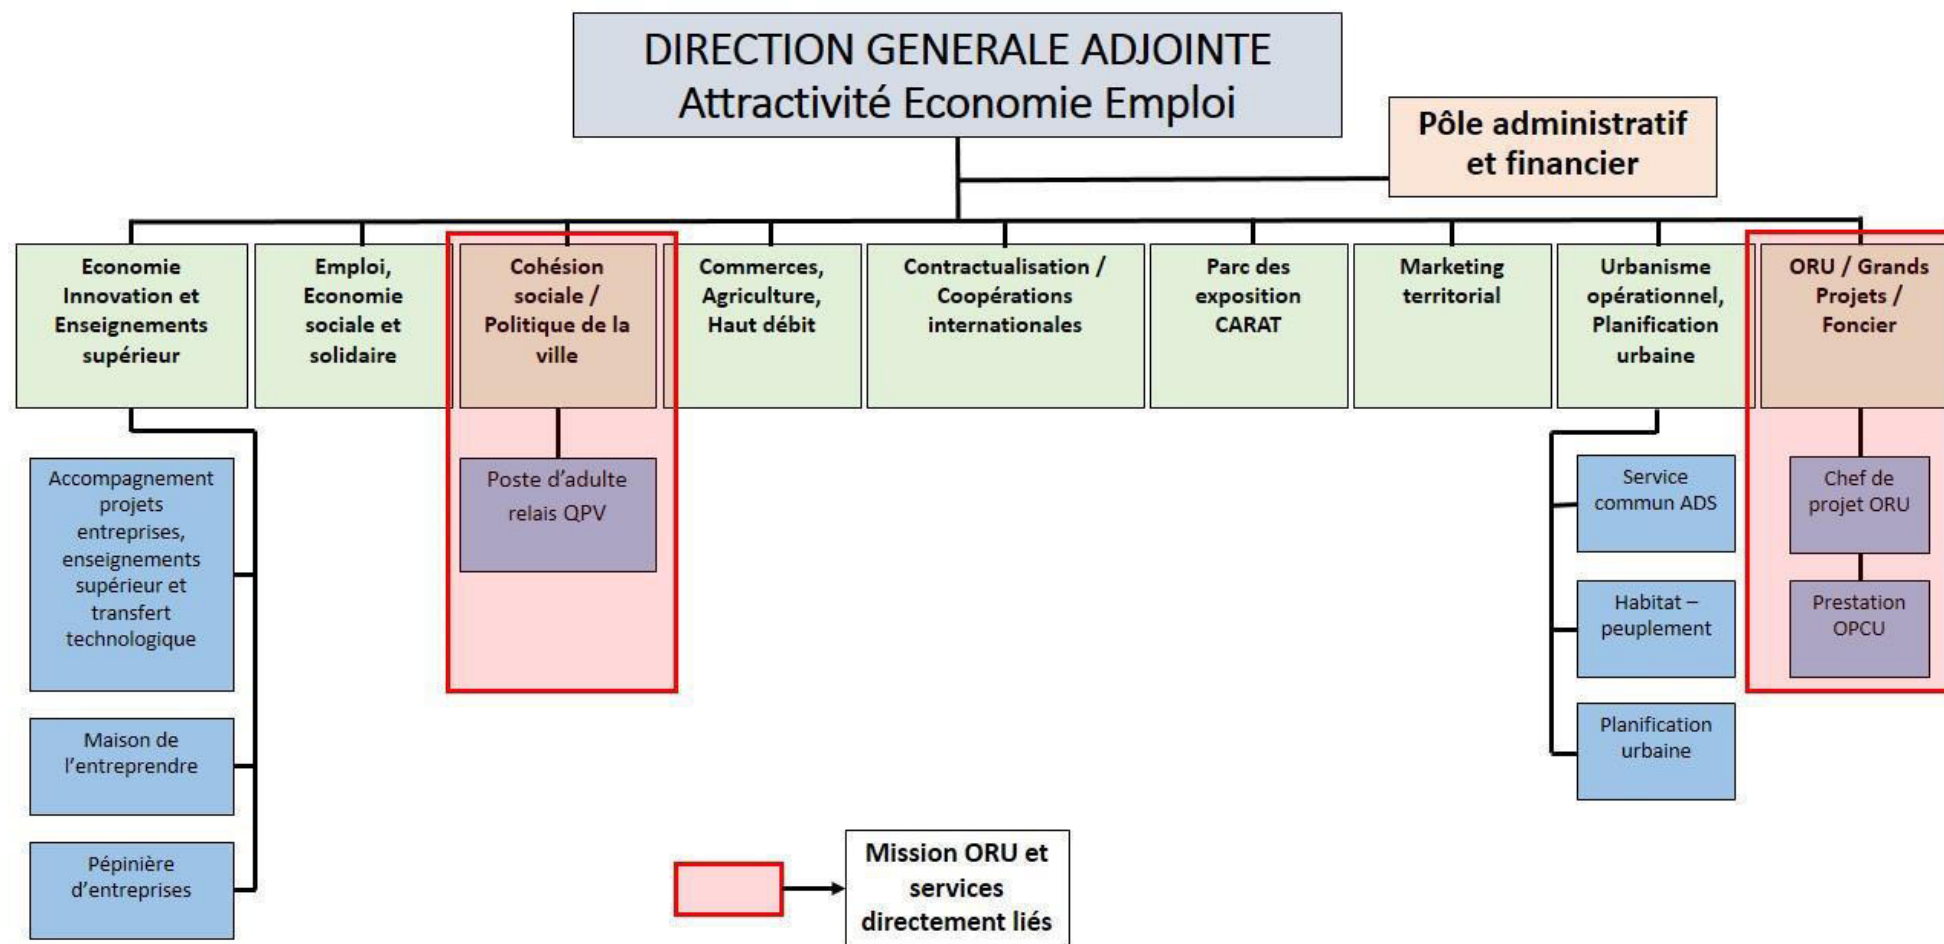 DIRECTION GENERALE ADJOINTE
Attractivité Economie Emploi
Pôle administratif
et financier
Economie
Innovation et
Enseignements
supérieur
Emploi,
Economie
sociale et
solidaire
Cohésion
sociale /
Politique de la
ville
Commerces,
Agriculture,
Haut débit
Contractualisation /
Coopérations
internationales
Parc des
exposition
CARAT
Marketing
territorial
Urbanisme
opérationnel,
Planification
urbaine
ORU / Grands
Projets /
Foncier
Accompagnement
projets
entreprises,
enseignements
supérieur et
transfert
technologique
Maison de
l'entreprendre
Pépinière
d'entreprises
Poste d'adulte
relais QPV
Service
commun ADS
Habitat –
peuplement
Planification
urbaine
Chef de
projet ORU
Prestation
OPCU
Mission ORU et
services
directement liés